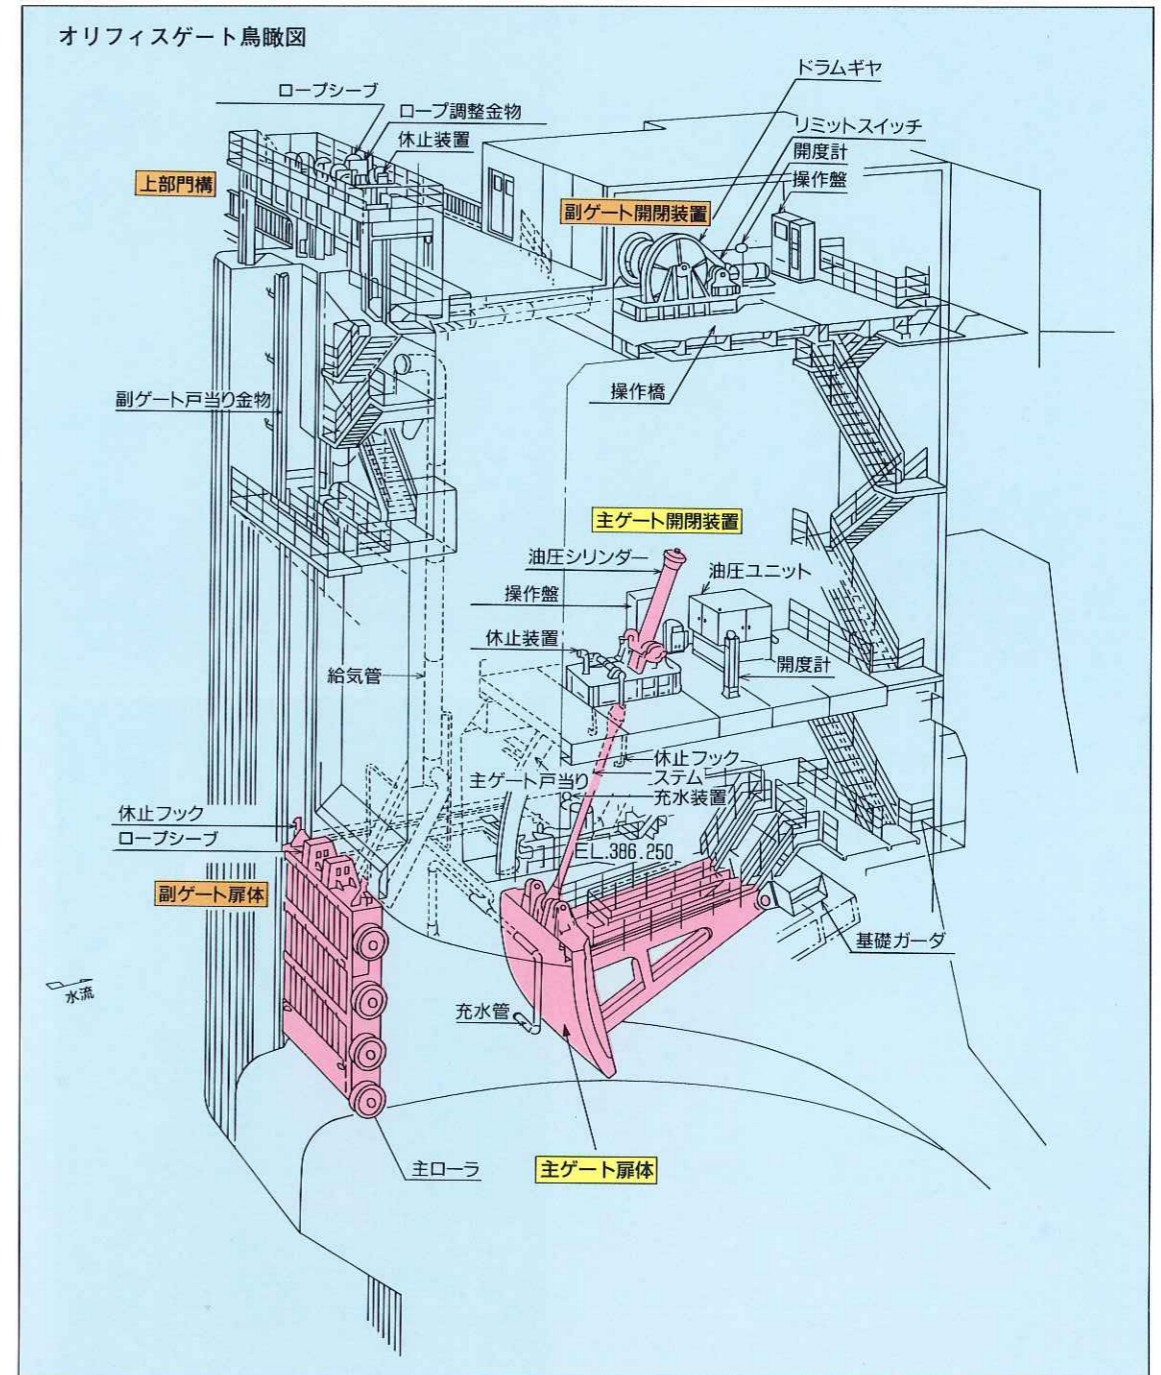 オリフィスゲート鳥瞰図
ロープシーブ
ロープ調整金物
休止装置
上部門構
ドラムギヤ
リミットスイッチ
開度計
操作盤
副ゲート開閉装置
副ゲート戸当り金物
操作橋
主ゲート開閉装置
油圧シリンダー
油圧ユニット
操作盤
休止装置
開度計
給気管
休止フック
主ゲート戸当り
ステム
充水装置
休止フック
ロープシーブ
EL.386.250
副ゲート扉体
基礎ガーダ
水流
充水管
主ローラ
主ゲート扉体